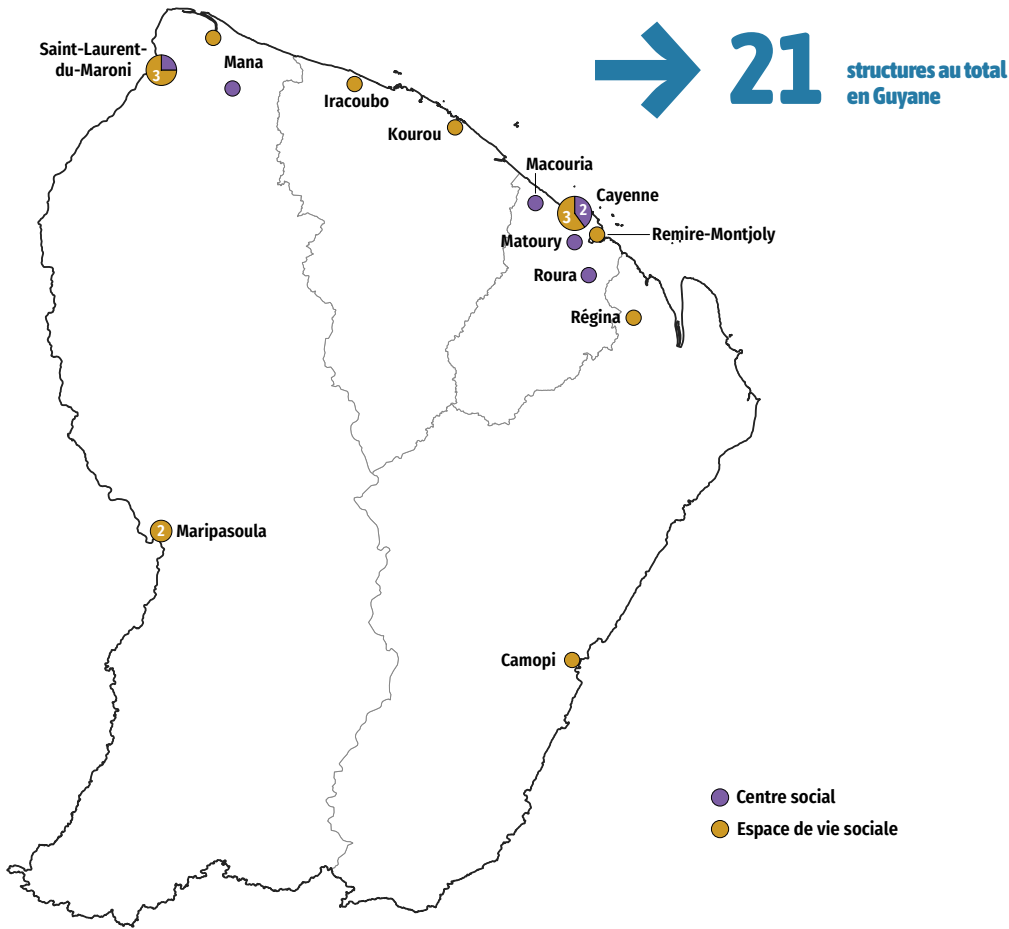 Saint-Laurent-
du-Maroni
3
Mana
Iracoubo
Kourou
21
structures au total
en Guyane
Macouria
Cayenne
3
2
Matoury
Remire-Montjoly
Roura
Régina
2
Maripasoula
Camopi
Centre social
Espace de vie sociale